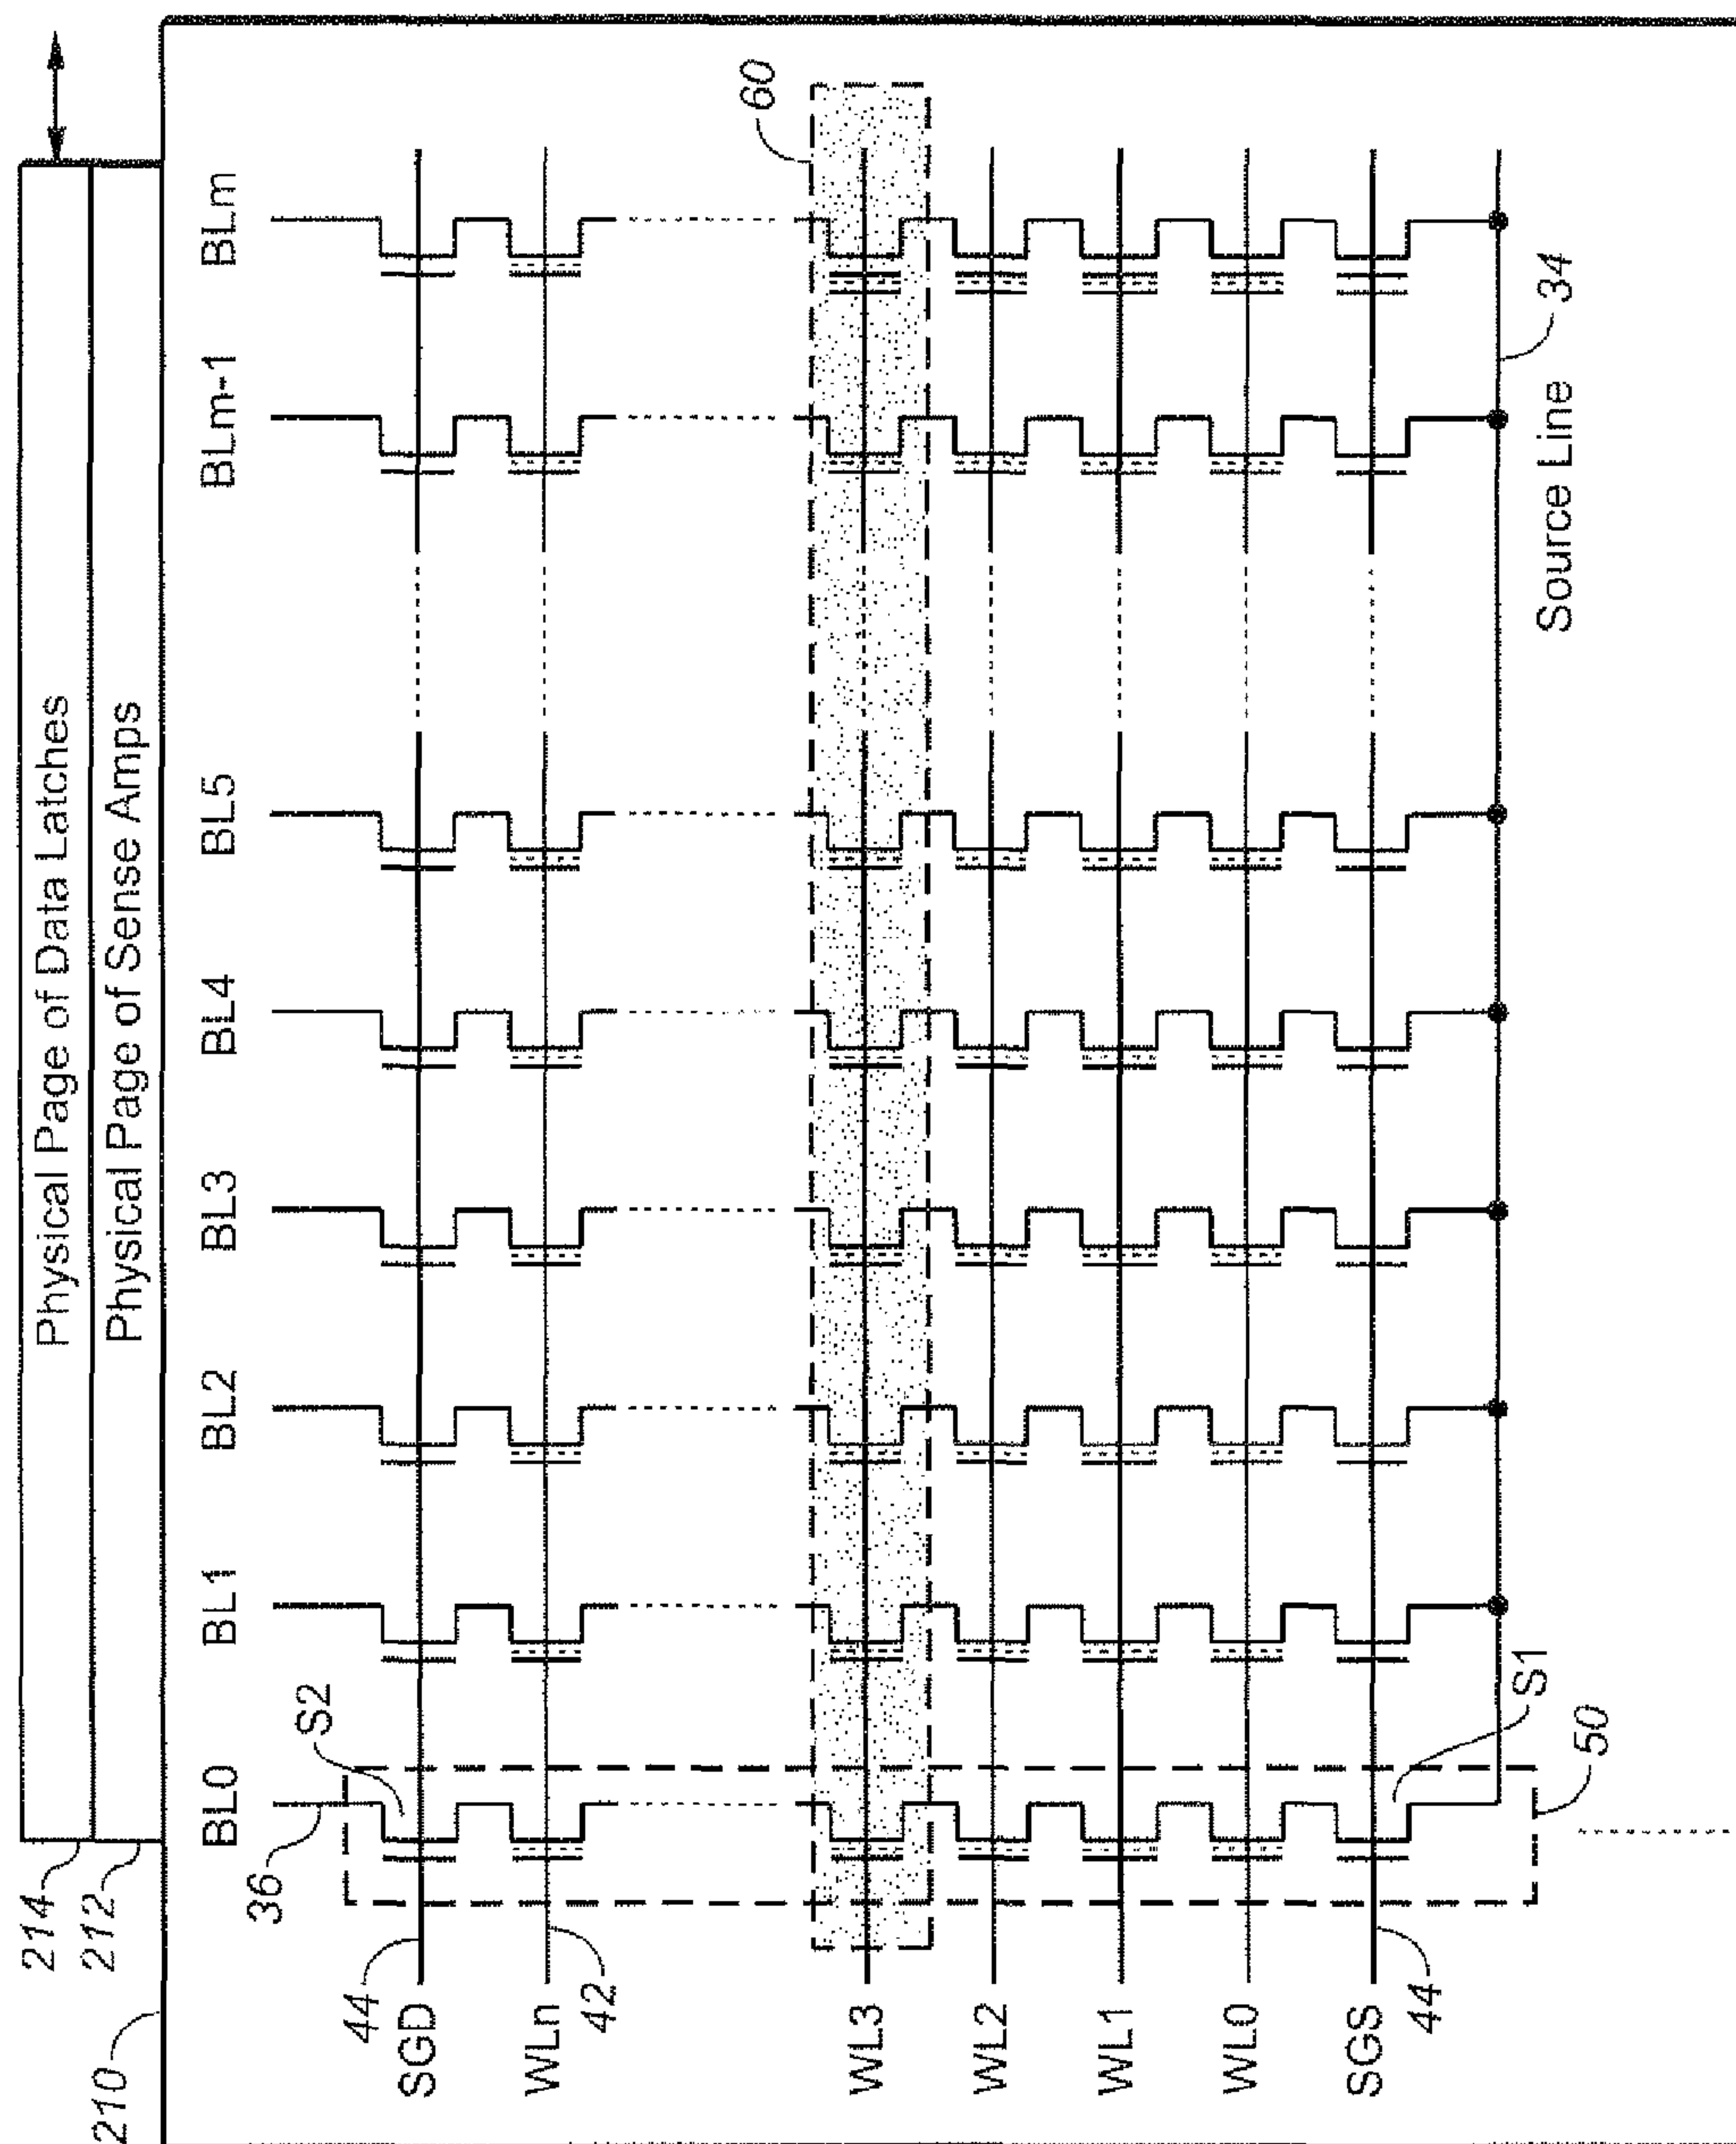 Physical Page of Data Latches
Physical Page of Sense Amps
214
212
210
BL0
BL1
BL2
BL3
BL4
BL5
BLm-1
BLm
36
S2
60
44
SGD
WLn
42
WL3
WL2
WL1
WL0
SGS
44
S1
50
Source Line
34